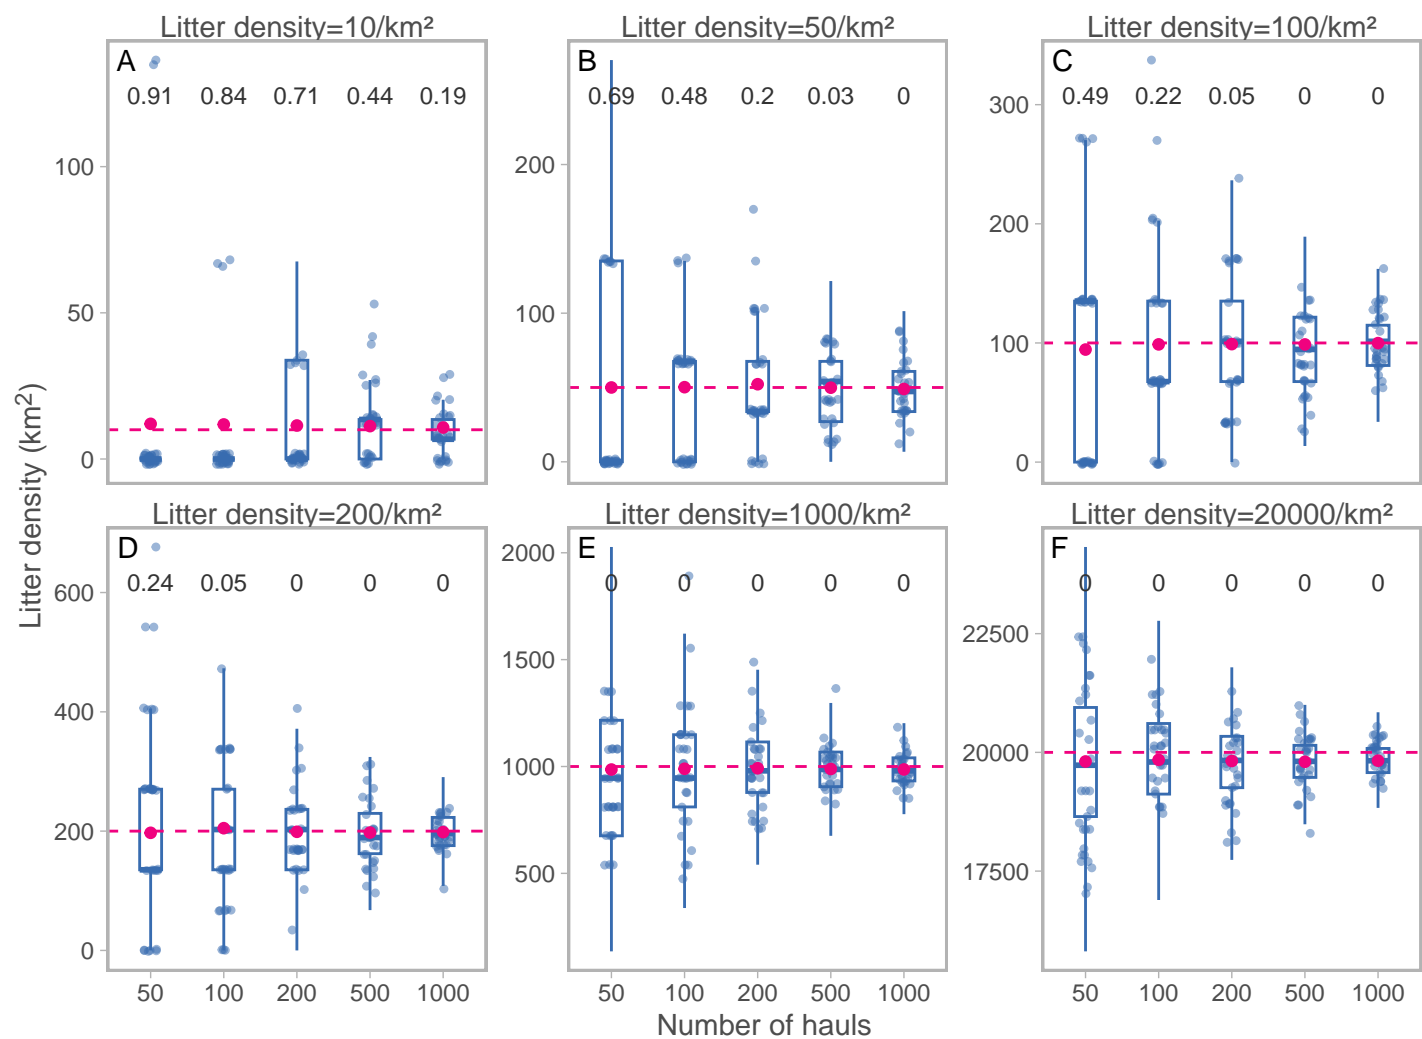 Litter density=10/km²
Litter density=50/km²
Litter density=100/km²
A
B
C
0.91 0.84 0.71 0.44 0.19
0.69 0.48 0.2 0.03 0
0.49 0.22 0.05 0 0
100
50
0
200
100
0
300
200
100
0
Litter density (km²)
Litter density=200/km²
Litter density=1000/km²
Litter density=20000/km²
D
E
F
0.24 0.05 0 0 0
0 0 0 0 0
0 0 0 0 0
600
400
200
0
2000
1500
1000
500
22500
20000
17500
50 100 200 500 1000
50 100 200 500 1000
50 100 200 500 1000
Number of hauls